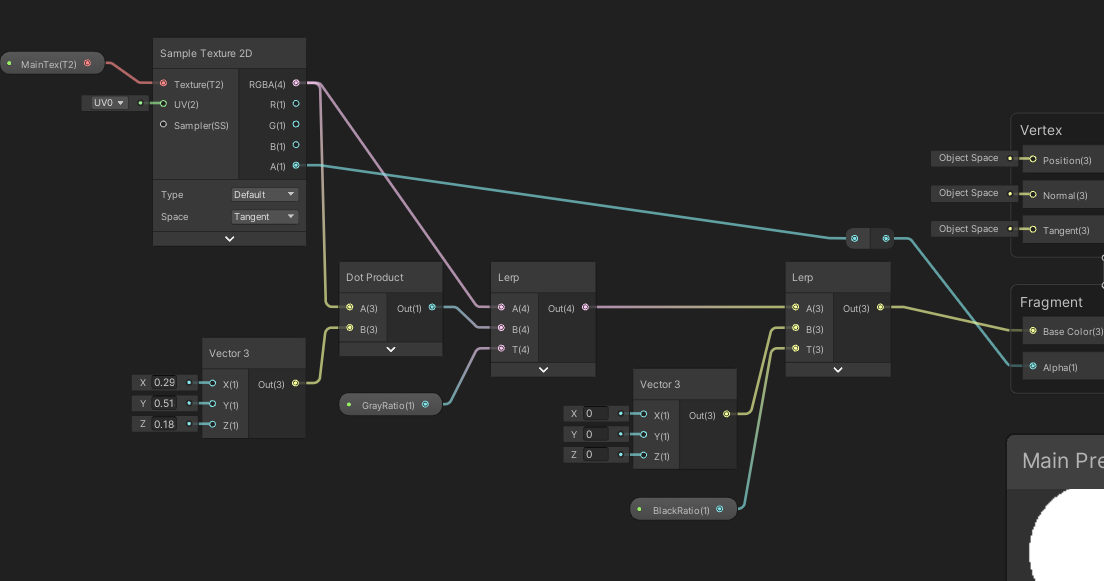 MainTex(T2)
Sample Texture 2D
Texture(T2)
RGBA(4)
UV0
UV(2)
R(1)
Sampler(SS)
G(1)
B(1)
A(1)
Type
Default
Space
Tangent
Vector 3
X 0.29
X(1)
Out(3)
Y 0.51
Y(1)
Z 0.18
Z(1)
Dot Product
A(3)
Out(1)
B(3)
GrayRatio(1)
Lerp
A(4)
Out(4)
B(4)
T(4)
Vector 3
X 0
X(1)
Out(3)
Y 0
Y(1)
Z 0
Z(1)
BlackRatio(1)
Lerp
A(3)
Out(3)
B(3)
T(3)
Vertex
Object Space
Position(3)
Object Space
Normal(3)
Object Space
Tangent(3)
Fragment
Base Color(3)
Alpha(1)
Main Pre